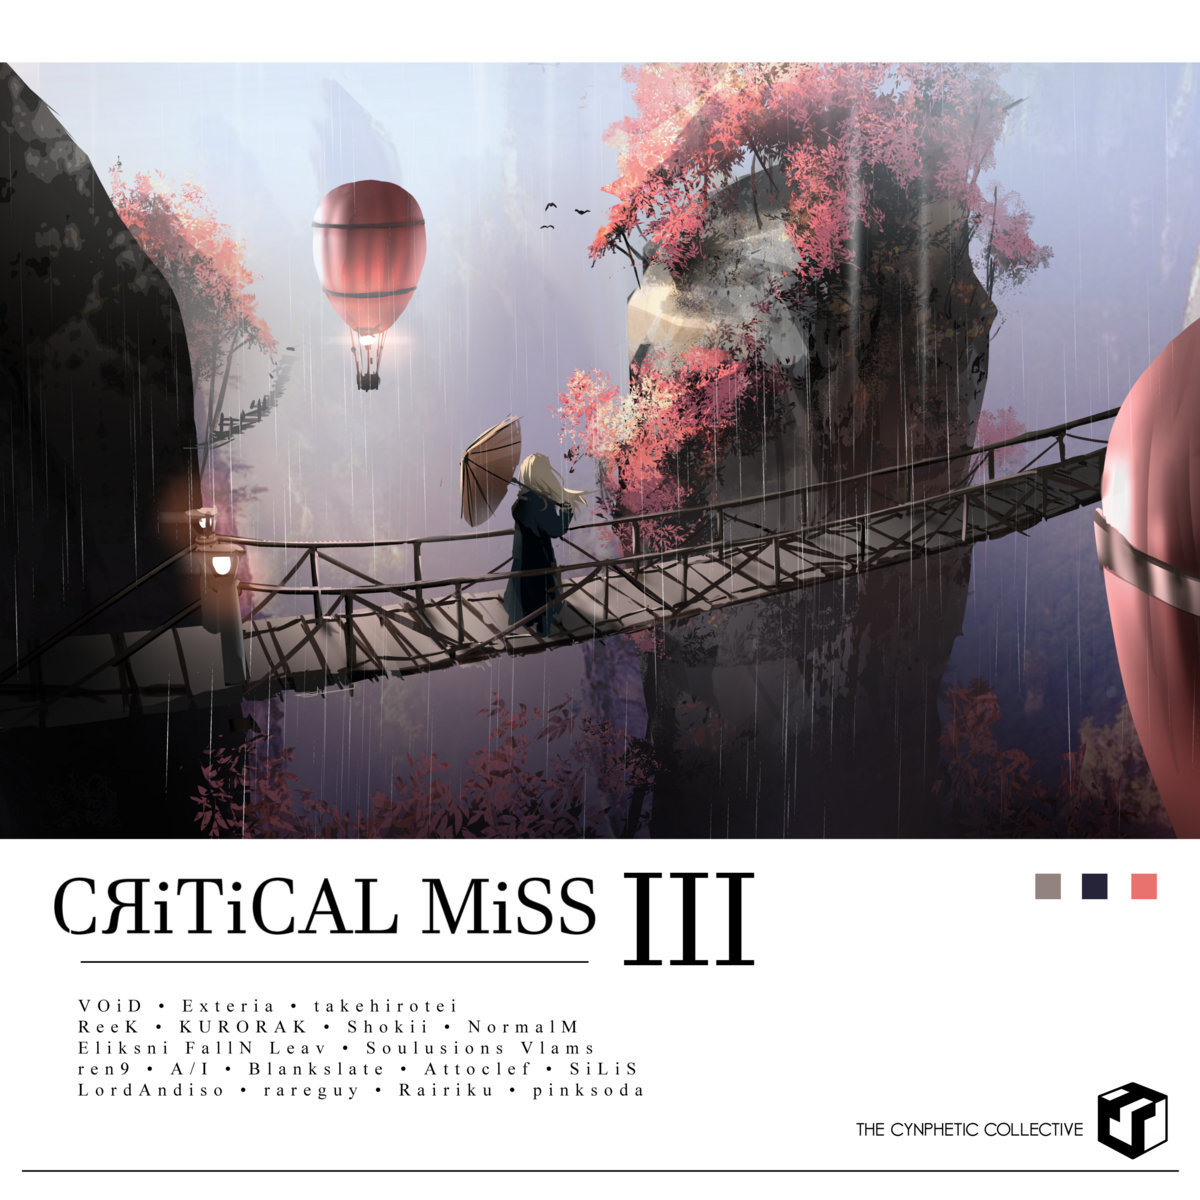 CЯiTiCAL MiSS III
VOiD • Exteria • takehirotei
ReeK • KURORAK • Shokii • NormalM
Eliksni FallN Leav • Soulusions Vlams
ren9 • A/I • Blankslate • Attoclef • SiLiS
LordAndiso • rareguy • Rairiku • pinksoda
THE CYNPHETIC COLLECTIVE